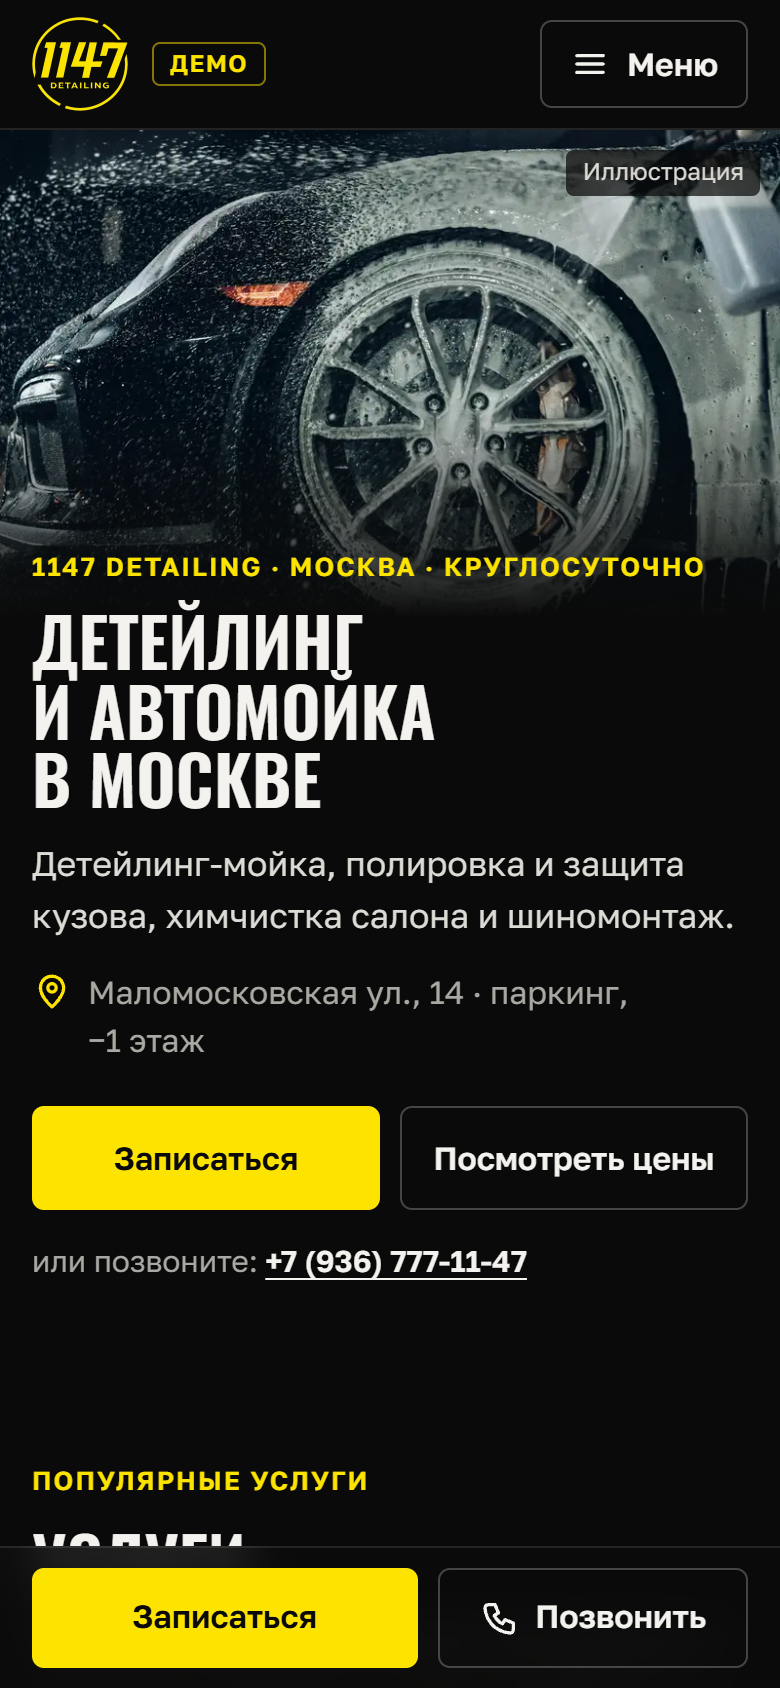 1147
DETAILING
ДЕМО
Меню
Иллюстрация
1147 DETAILING · МОСКВА · КРУГЛОСУТОЧНО
ДЕТЕЙЛИНГ
И АВТОМОЙКА
В МОСКВЕ
Детейлинг-мойка, полировка и защита
кузова, химчистка салона и шиномонтаж.
Маломосковская ул., 14 · паркинг,
−1 этаж
Записаться
Посмотреть цены
или позвоните: +7 (936) 777-11-47
ПОПУЛЯРНЫЕ УСЛУГИ
УСЛУГИ
Записаться
Позвонить